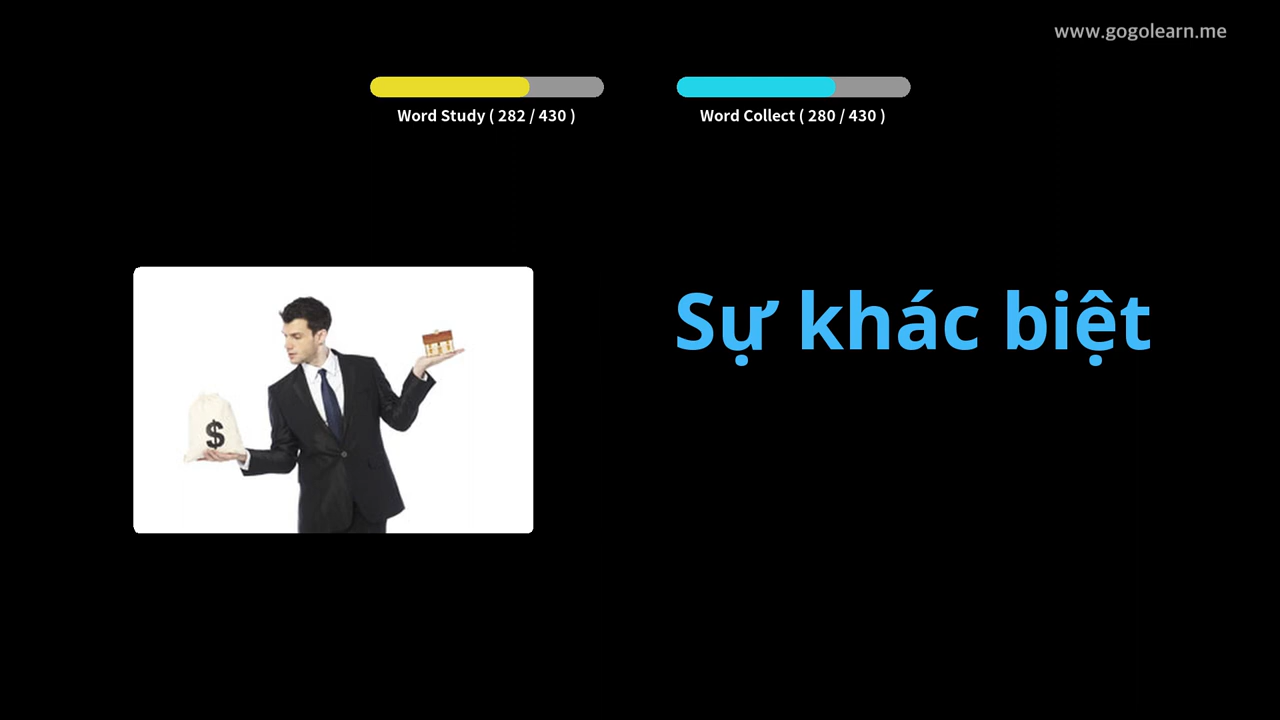 www.gogolearn.me
Word Study ( 282 / 430 )
Word Collect ( 280 / 430 )
Sự khác biệt
$